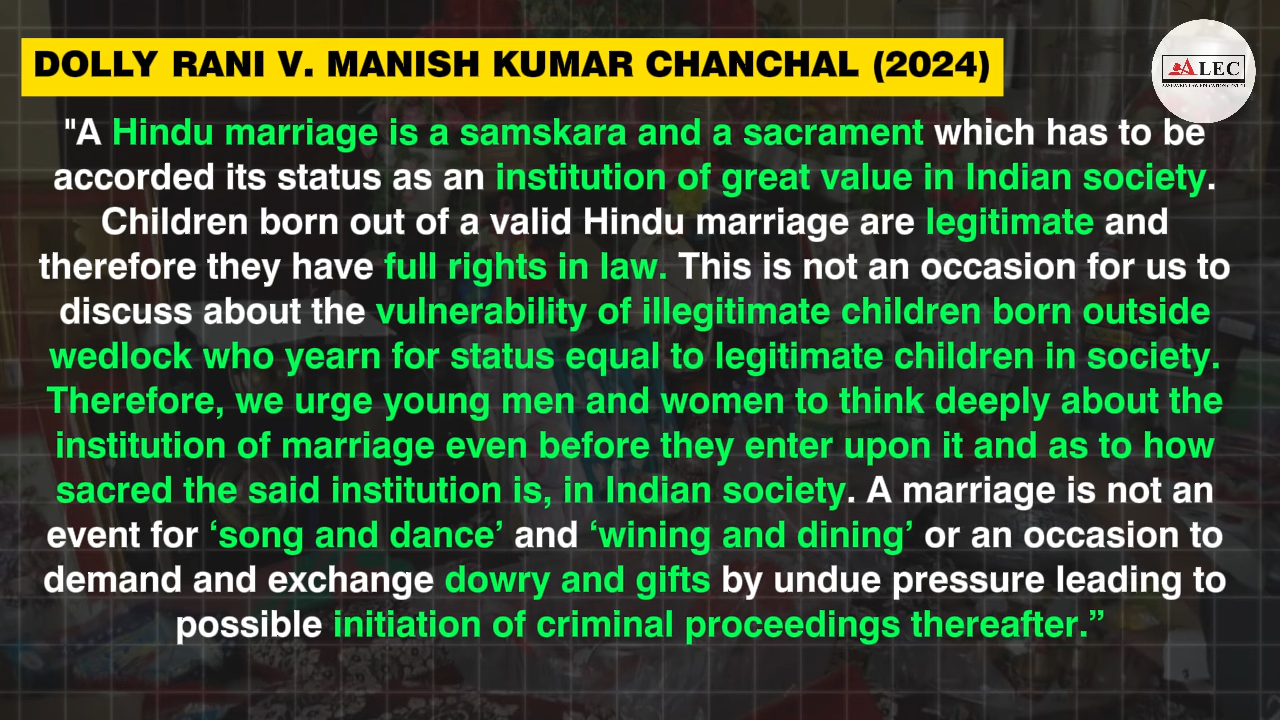 DOLLY RANI V. MANISH KUMAR CHANCHAL (2024)
ALEC
"A Hindu marriage is a samskara and a sacrament which has to be
accorded its status as an institution of great value in Indian society.
Children born out of a valid Hindu marriage are legitimate and
therefore they have full rights in law. This is not an occasion for us to
discuss about the vulnerability of illegitimate children born outside
wedlock who yearn for status equal to legitimate children in society.
Therefore, we urge young men and women to think deeply about the
institution of marriage even before they enter upon it and as to how
sacred the said institution is, in Indian society. A marriage is not an
event for ‘song and dance’ and ‘wining and dining’ or an occasion to
demand and exchange dowry and gifts by undue pressure leading to
possible initiation of criminal proceedings thereafter.”